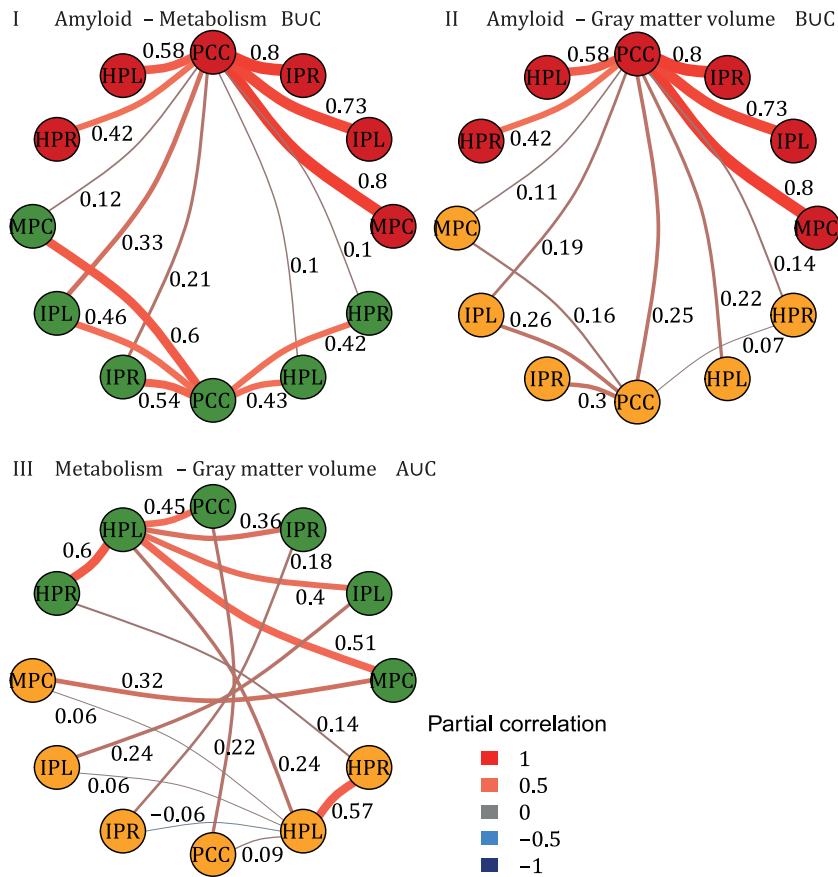 I Amyloid – Metabolism B∪C
PCC
0.58
0.8
HPL
IPR
0.73
HPR
0.42
IPL
0.8
0.12
MPC
MPC
0.33
0.1
0.21
0.1
IPL
0.46
HPR
0.6
0.42
IPR
HPL
0.54
PCC
0.43
II Amyloid – Gray matter volume B∪C
PCC
0.58
0.8
HPL
IPR
0.73
HPR
0.42
IPL
0.8
0.11
MPC
MPC
0.19
0.14
0.22
IPL
0.26
0.16
0.25
HPR
0.07
IPR
HPL
0.3
PCC
III Metabolism – Gray matter volume A∪C
PCC
0.45
0.36
HPL
IPR
0.6
0.18
HPR
0.4
IPL
0.51
MPC
0.32
MPC
0.06
0.14
0.24
0.22
0.24
IPL
0.06
HPR
−0.06
0.57
IPR
HPL
PCC
0.09
Partial correlation
1
0.5
0
−0.5
−1